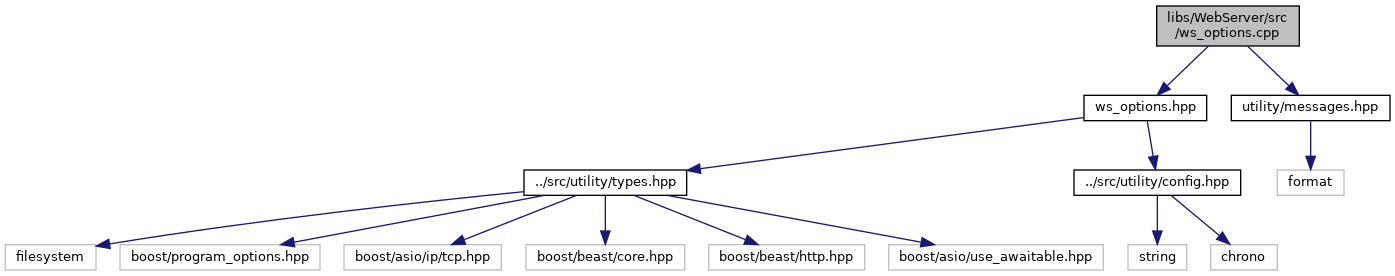 libs/WebServer/src
/ws_options.cpp
ws_options.hpp
utility/messages.hpp
../src/utility/types.hpp
../src/utility/config.hpp
format
filesystem
boost/program_options.hpp
boost/asio/ip/tcp.hpp
boost/beast/core.hpp
boost/beast/http.hpp
boost/asio/use_awaitable.hpp
string
chrono